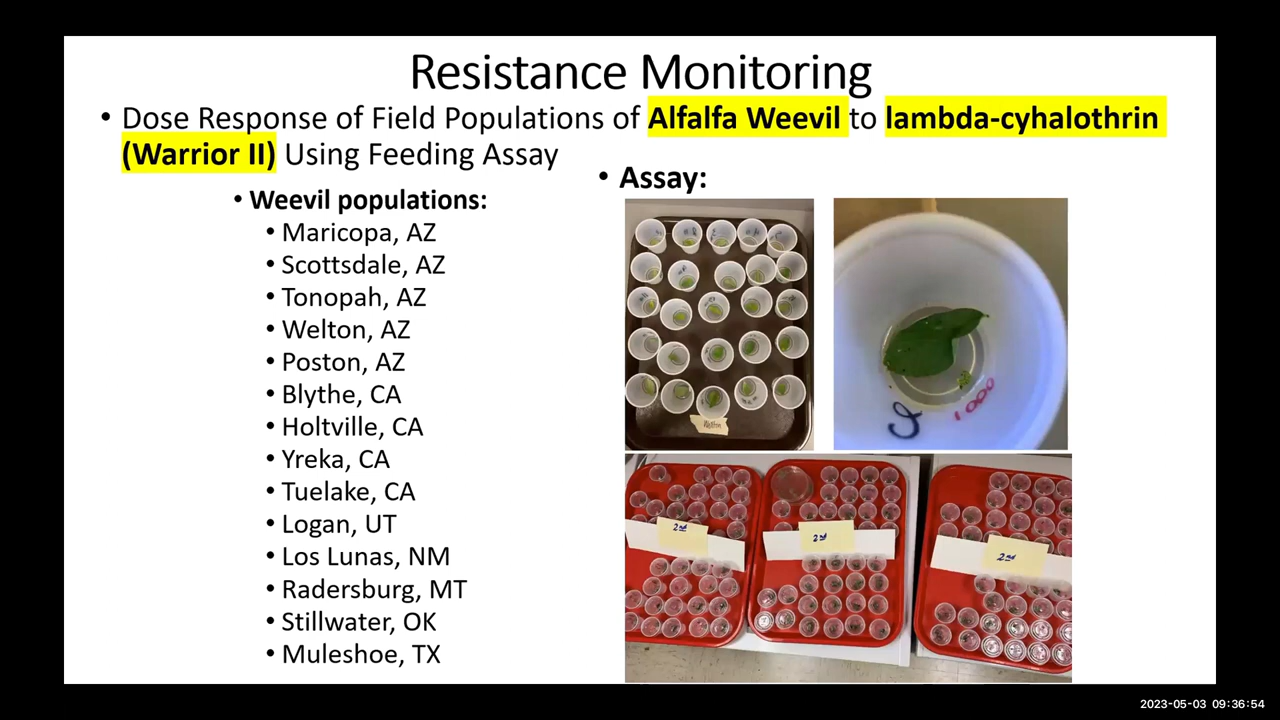 Resistance Monitoring
• Dose Response of Field Populations of Alfalfa Weevil to lambda-cyhalothrin
(Warrior II) Using Feeding Assay
• Weevil populations:
• Maricopa, AZ
• Scottsdale, AZ
• Tonopah, AZ
• Welton, AZ
• Poston, AZ
• Blythe, CA
• Holtville, CA
• Yreka, CA
• Tuelake, CA
• Logan, UT
• Los Lunas, NM
• Radersburg, MT
• Stillwater, OK
• Muleshoe, TX
• Assay:
Welton
1000
2nd
2nd
2nd
2023-05-03 09:36:54